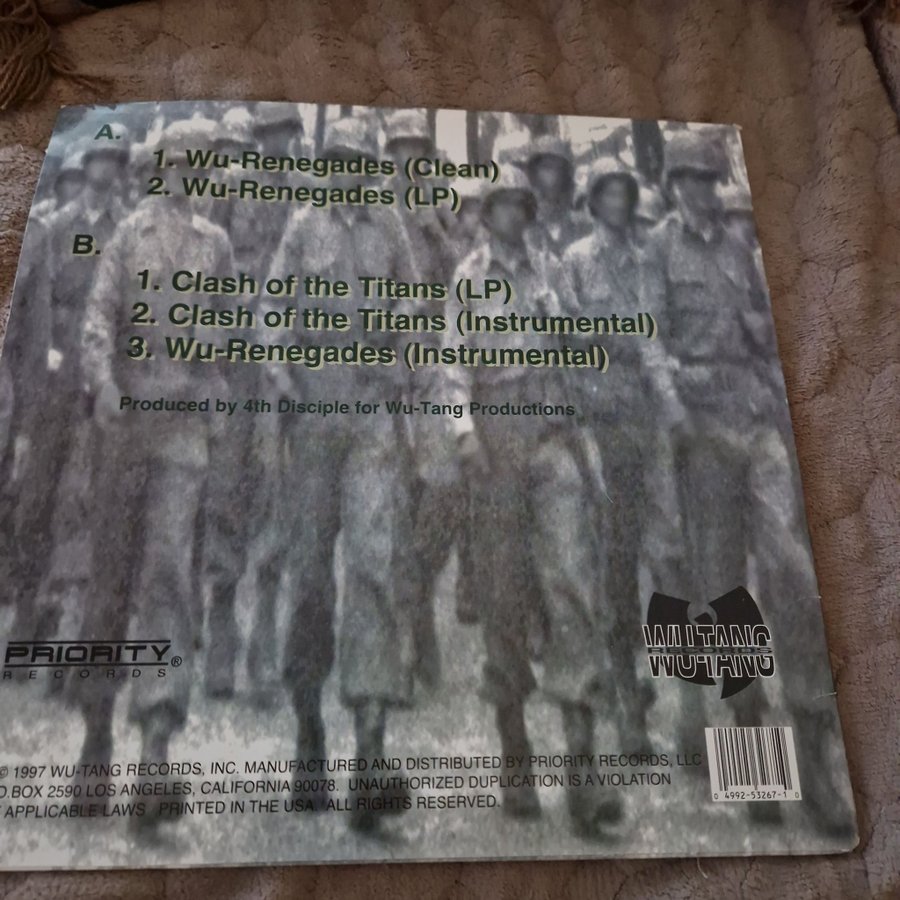 A.
1. Wu-Renegades (Clean)
2. Wu-Renegades (LP)
B.
1. Clash of the Titans (LP)
2. Clash of the Titans (Instrumental)
3. Wu-Renegades (Instrumental)
Produced by 4th Disciple for Wu-Tang Productions
PRIORITY®
RECORDS
WU-TANG
RECORDS
© 1997 WU-TANG RECORDS, INC. MANUFACTURED AND DISTRIBUTED BY PRIORITY RECORDS, LLC
O. BOX 2590 LOS ANGELES, CALIFORNIA 90078. UNAUTHORIZED DUPLICATION IS A VIOLATION
APPLICABLE LAWS PRINTED IN THE USA ALL RIGHTS RESERVED.
0 4992-53267-1 0